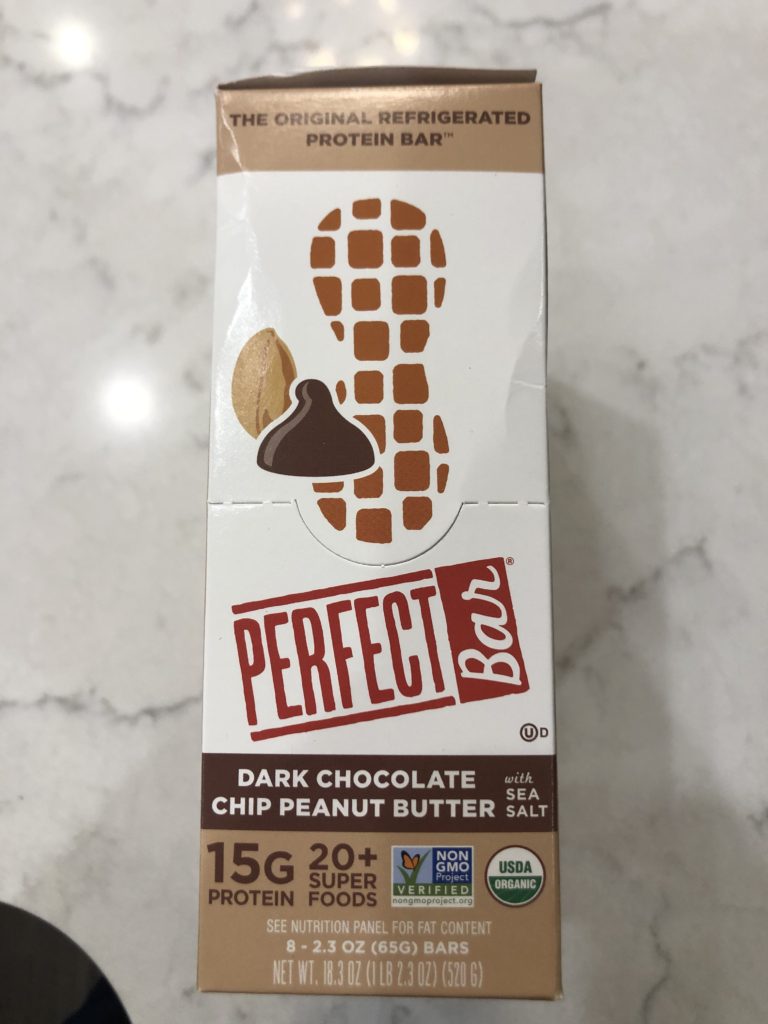 THE ORIGINAL REFRIGERATED
PROTEIN BAR™
PERFECT Bar®
U D
DARK CHOCOLATE
CHIP PEANUT BUTTER
with
SEA
SALT
15G
PROTEIN
20+
SUPER
FOODS
NON
GMO
Project
VERIFIED
nongmoproject.org
USDA
ORGANIC
SEE NUTRITION PANEL FOR FAT CONTENT
8 - 2.3 OZ (65G) BARS
NET WT. 18.3 OZ (1 LB 2.3 OZ) (520 G)